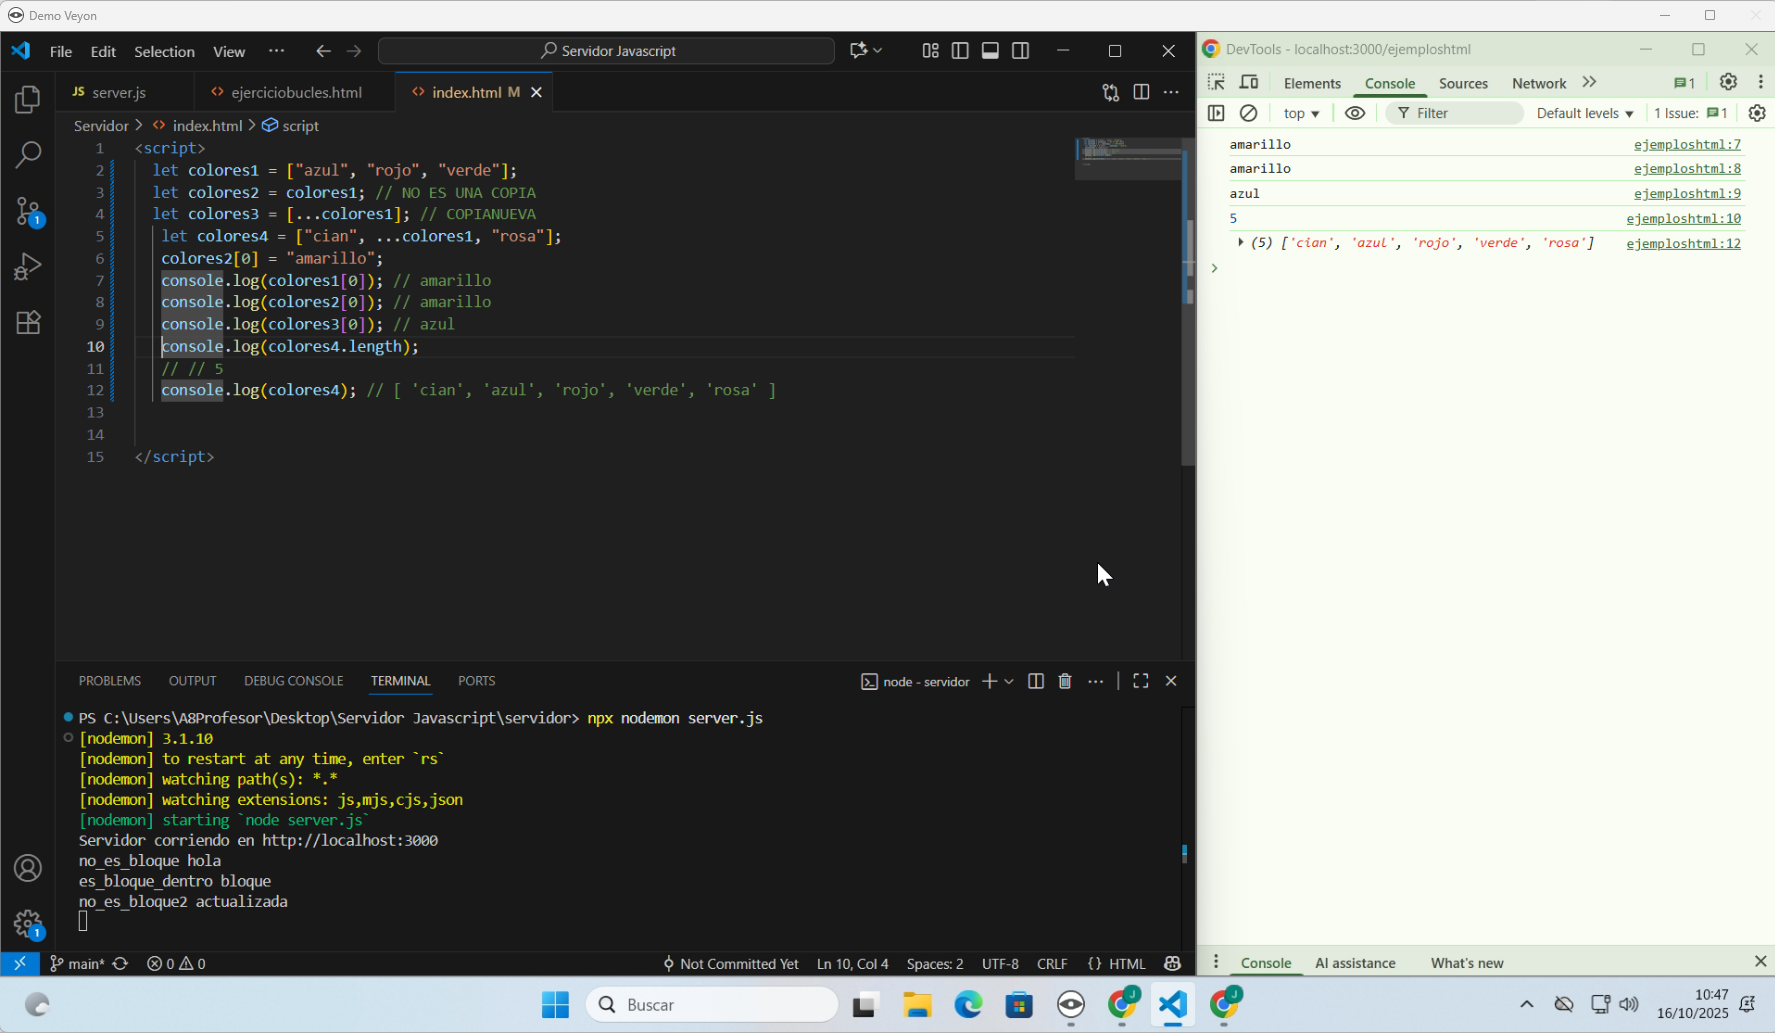 Demo Veyon
File Edit Selection View ··· Servidor Javascript
JS server.js <> ejerciciobucles.html <> index.html M
Servidor > <> index.html > script
1 <script>
2 let colores1 = ["azul", "rojo", "verde"];
3 let colores2 = colores1; // NO ES UNA COPIA
4 let colores3 = [...colores1]; // COPIANUEVA
5 let colores4 = ["cian", ...colores1, "rosa"];
6 colores2[0] = "amarillo";
7 console.log(colores1[0]); // amarillo
8 console.log(colores2[0]); // amarillo
9 console.log(colores3[0]); // azul
10 console.log(colores4.length);
11 // // 5
12 console.log(colores4); // [ 'cian', 'azul', 'rojo', 'verde', 'rosa' ]
13
14
15 </script>
PROBLEMS OUTPUT DEBUG CONSOLE TERMINAL PORTS node - servidor
PS C:\Users\A8Profesor\Desktop\Servidor Javascript\servidor> npx nodemon server.js
[nodemon] 3.1.10
[nodemon] to restart at any time, enter `rs`
[nodemon] watching path(s): *.*
[nodemon] watching extensions: js,mjs,cjs,json
[nodemon] starting `node server.js`
Servidor corriendo en http://localhost:3000
no_es_bloque hola
es_bloque_dentro bloque
no_es_bloque2 actualizada
1
1
main* 0 0 Not Committed Yet Ln 10, Col 4 Spaces: 2 UTF-8 CRLF {} HTML
DevTools - localhost:3000/ejemploshtml
Elements Console Sources Network 1
top Filter Default levels 1 Issue: 1
amarillo ejemploshtml:7
amarillo ejemploshtml:8
azul ejemploshtml:9
5 ejemploshtml:10
(5) ['cian', 'azul', 'rojo', 'verde', 'rosa'] ejemploshtml:12
Console AI assistance What's new
Buscar
J
J
10:47
16/10/2025